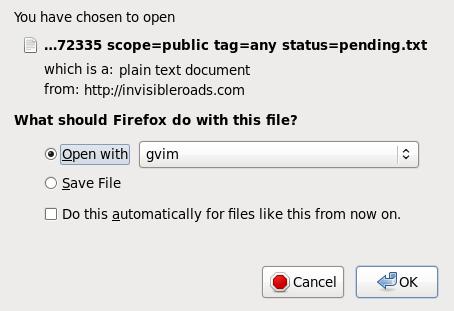 You have chosen to open
...72335 scope=public tag=any status=pending.txt
which is a: plain text document
from: http://invisibleroads.com
What should Firefox do with this file?
Open with gvim
Save File
Do this automatically for files like this from now on.
Cancel OK